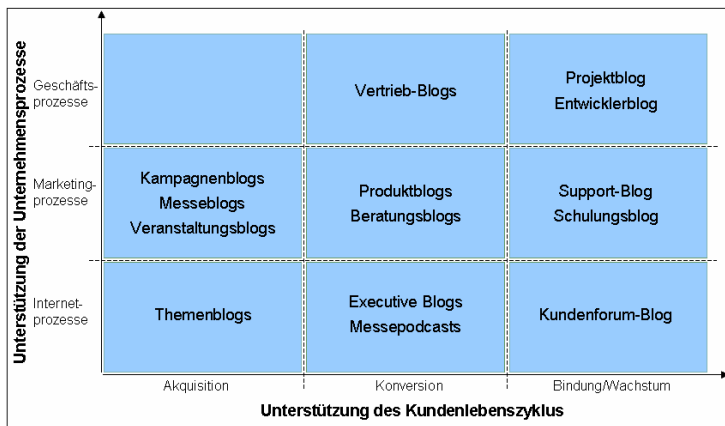 Unterstützung der Unternehmensprozesse
Geschäfts-
prozesse
Vertrieb-Blogs
Projektblog
Entwicklerblog
Marketing-
prozesse
Kampagnenblogs
Messeblogs
Veranstaltungsblogs
Produktblogs
Beratungsblogs
Support-Blog
Schulungsblog
Internet-
prozesse
Themenblogs
Executive Blogs
Messepodcasts
Kundenforum-Blog
Akquisition
Konversion
Bindung/Wachstum
Unterstützung des Kundenlebenszyklus